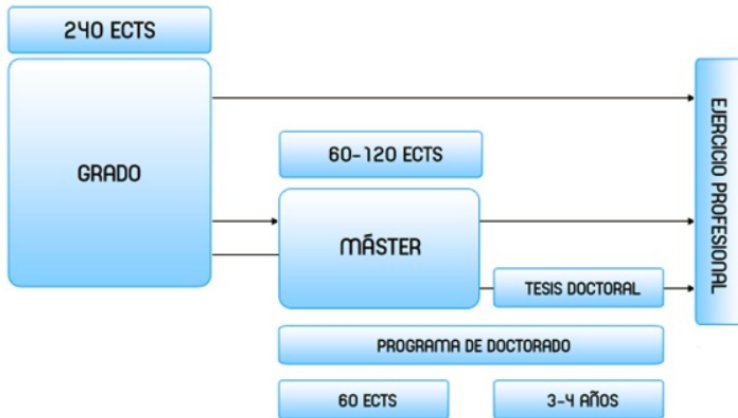 240 ECTS
GRADO
60-120 ECTS
MÁSTER
TESIS DOCTORAL
EJERCICIO PROFESIONAL
PROGRAMA DE DOCTORADO
60 ECTS
3-4 AÑOS